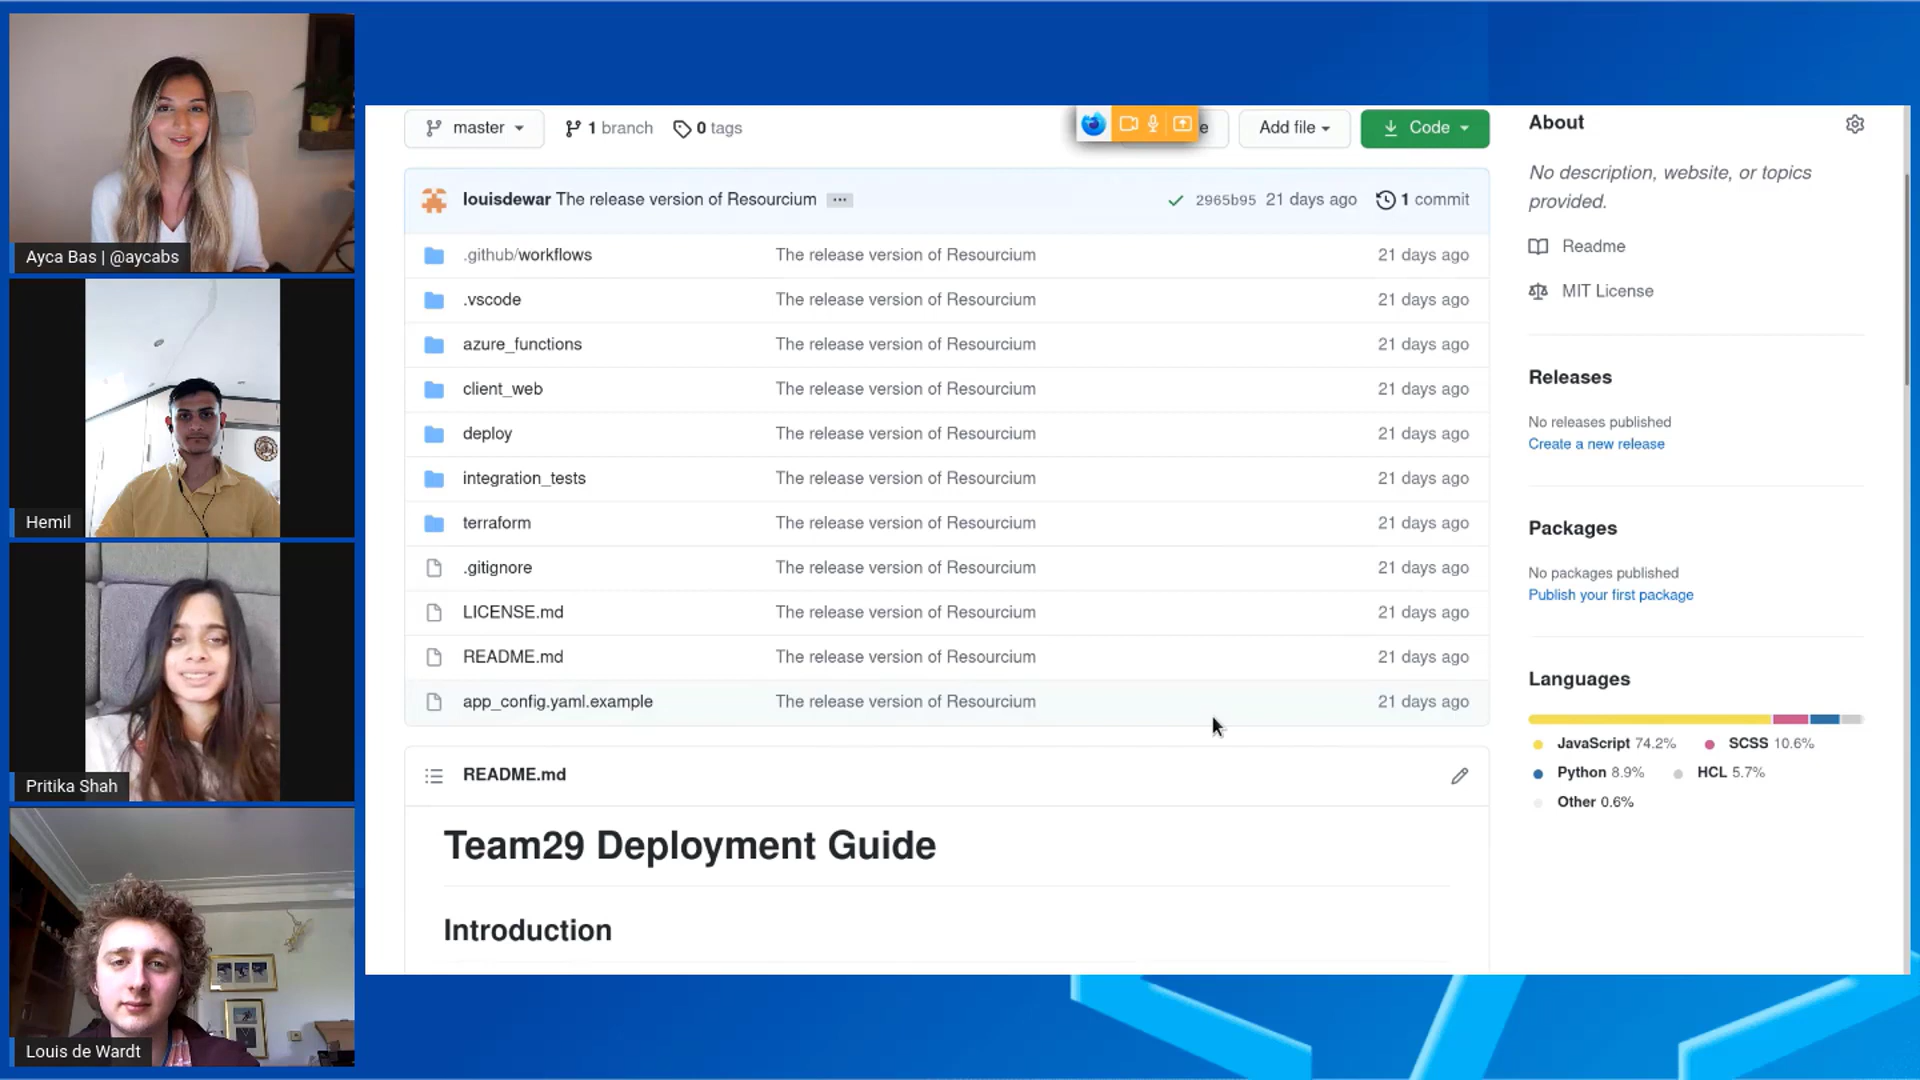 Ayca Bas | @aycabs
Hemil
Pritika Shah
Louis de Wardt
master
1 branch
0 tags
e
Add file
Code
louisdewar The release version of Resourcium ...
2965b95 21 days ago
1 commit
.github/workflows The release version of Resourcium 21 days ago
.vscode The release version of Resourcium 21 days ago
azure_functions The release version of Resourcium 21 days ago
client_web The release version of Resourcium 21 days ago
deploy The release version of Resourcium 21 days ago
integration_tests The release version of Resourcium 21 days ago
terraform The release version of Resourcium 21 days ago
.gitignore The release version of Resourcium 21 days ago
LICENSE.md The release version of Resourcium 21 days ago
README.md The release version of Resourcium 21 days ago
app_config.yaml.example The release version of Resourcium 21 days ago
README.md
Team29 Deployment Guide
Introduction
About
No description, website, or topics
provided.
Readme
MIT License
Releases
No releases published
Create a new release
Packages
No packages published
Publish your first package
Languages
JavaScript 74.2% SCSS 10.6%
Python 8.9% HCL 5.7%
Other 0.6%